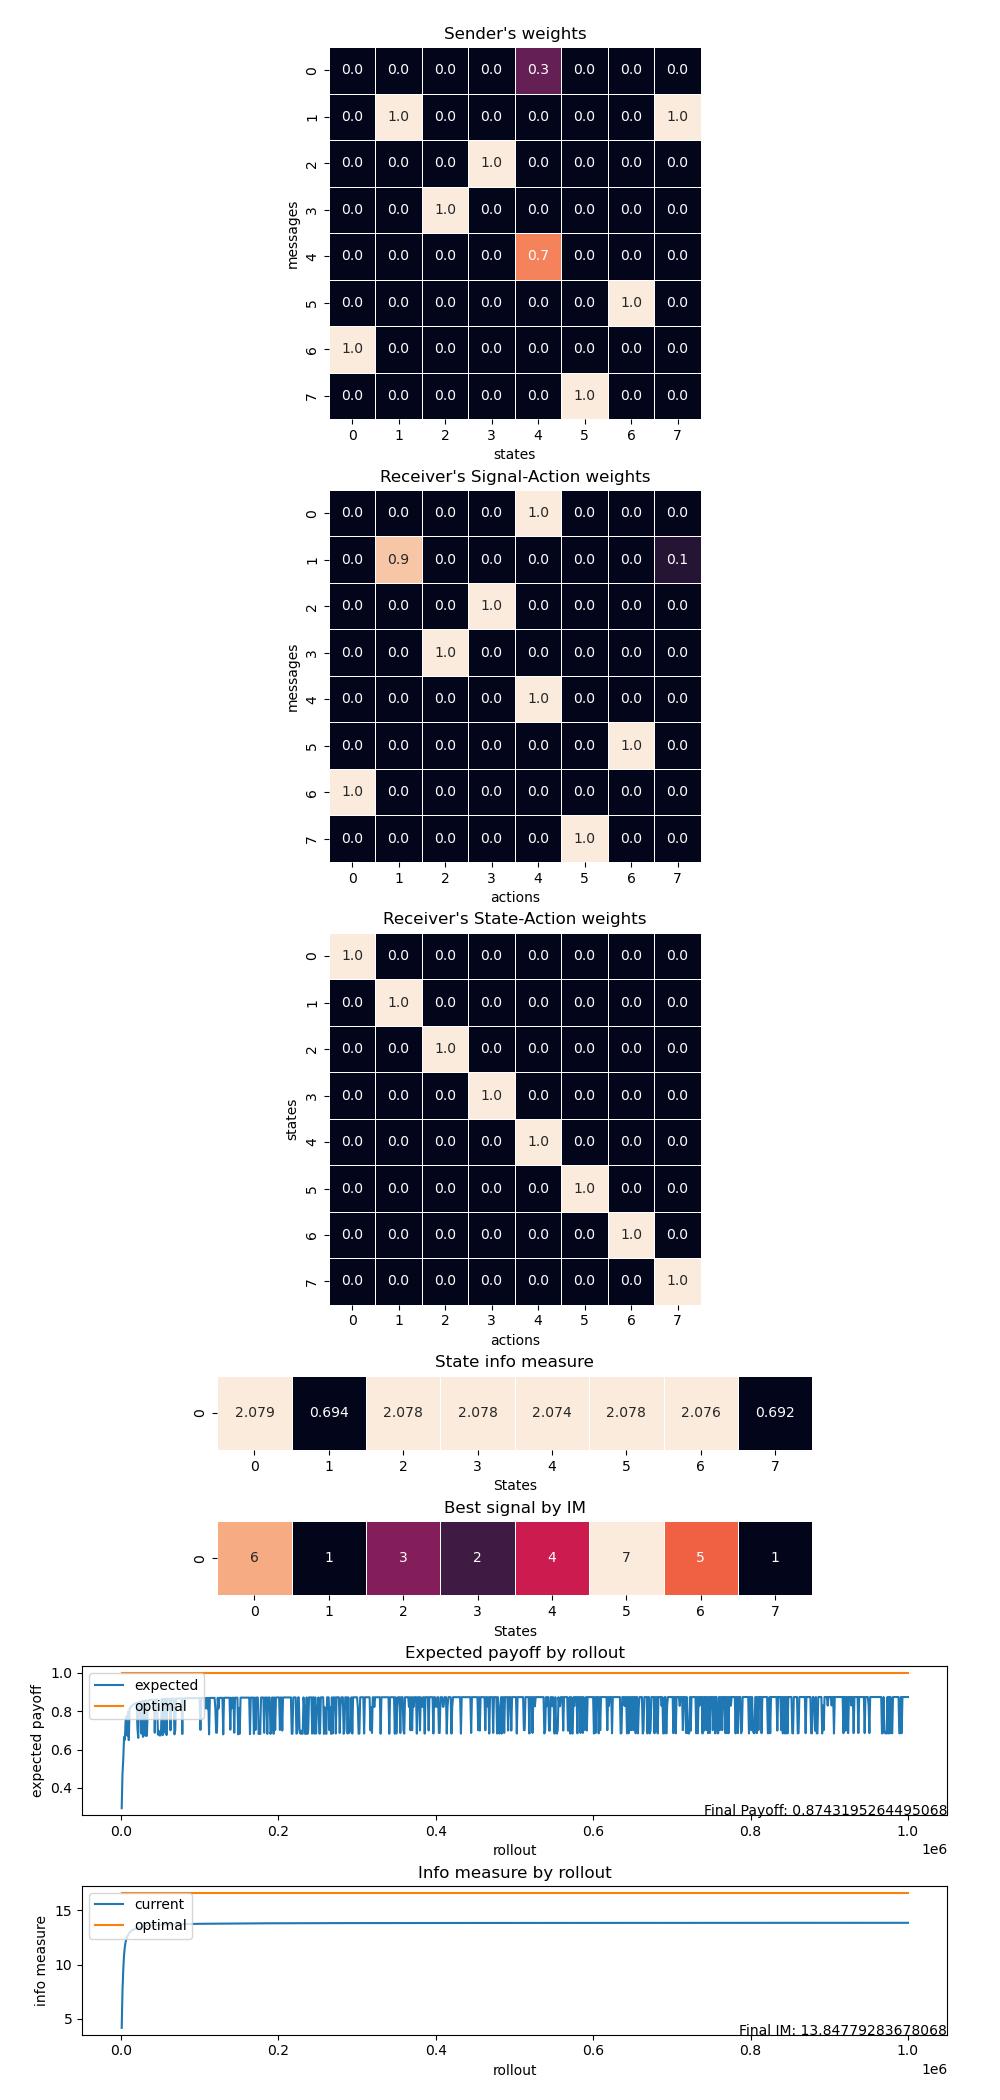 Sender's weights
0 0.0 0.0 0.0 0.0 0.3 0.0 0.0 0.0
1 0.0 1.0 0.0 0.0 0.0 0.0 0.0 1.0
2 0.0 0.0 0.0 1.0 0.0 0.0 0.0 0.0
3 0.0 0.0 1.0 0.0 0.0 0.0 0.0 0.0
messages
4 0.0 0.0 0.0 0.0 0.7 0.0 0.0 0.0
5 0.0 0.0 0.0 0.0 0.0 0.0 1.0 0.0
6 1.0 0.0 0.0 0.0 0.0 0.0 0.0 0.0
7 0.0 0.0 0.0 0.0 0.0 1.0 0.0 0.0
0 1 2 3 4 5 6 7
states
Receiver's Signal-Action weights
0 0.0 0.0 0.0 0.0 1.0 0.0 0.0 0.0
1 0.0 0.9 0.0 0.0 0.0 0.0 0.0 0.1
2 0.0 0.0 0.0 1.0 0.0 0.0 0.0 0.0
3 0.0 0.0 1.0 0.0 0.0 0.0 0.0 0.0
messages
4 0.0 0.0 0.0 0.0 1.0 0.0 0.0 0.0
5 0.0 0.0 0.0 0.0 0.0 0.0 1.0 0.0
6 1.0 0.0 0.0 0.0 0.0 0.0 0.0 0.0
7 0.0 0.0 0.0 0.0 0.0 1.0 0.0 0.0
0 1 2 3 4 5 6 7
actions
Receiver's State-Action weights
0 1.0 0.0 0.0 0.0 0.0 0.0 0.0 0.0
1 0.0 1.0 0.0 0.0 0.0 0.0 0.0 0.0
2 0.0 0.0 1.0 0.0 0.0 0.0 0.0 0.0
3 0.0 0.0 0.0 1.0 0.0 0.0 0.0 0.0
states
4 0.0 0.0 0.0 0.0 1.0 0.0 0.0 0.0
5 0.0 0.0 0.0 0.0 0.0 1.0 0.0 0.0
6 0.0 0.0 0.0 0.0 0.0 0.0 1.0 0.0
7 0.0 0.0 0.0 0.0 0.0 0.0 0.0 1.0
0 1 2 3 4 5 6 7
actions
State info measure
0 2.079 0.694 2.078 2.078 2.074 2.078 2.076 0.692
0 1 2 3 4 5 6 7
States
Best signal by IM
0 6 1 3 2 4 7 5 1
0 1 2 3 4 5 6 7
States
Expected payoff by rollout
expected payoff
1.0
0.8
0.6
0.4
expected
optimal
Final Payoff: 0.8743195264495068
0.0 0.2 0.4 0.6 0.8 1.0
rollout
1e6
Info measure by rollout
info measure
15
10
5
current
optimal
Final IM: 13.84779283678068
0.0 0.2 0.4 0.6 0.8 1.0
rollout
1e6